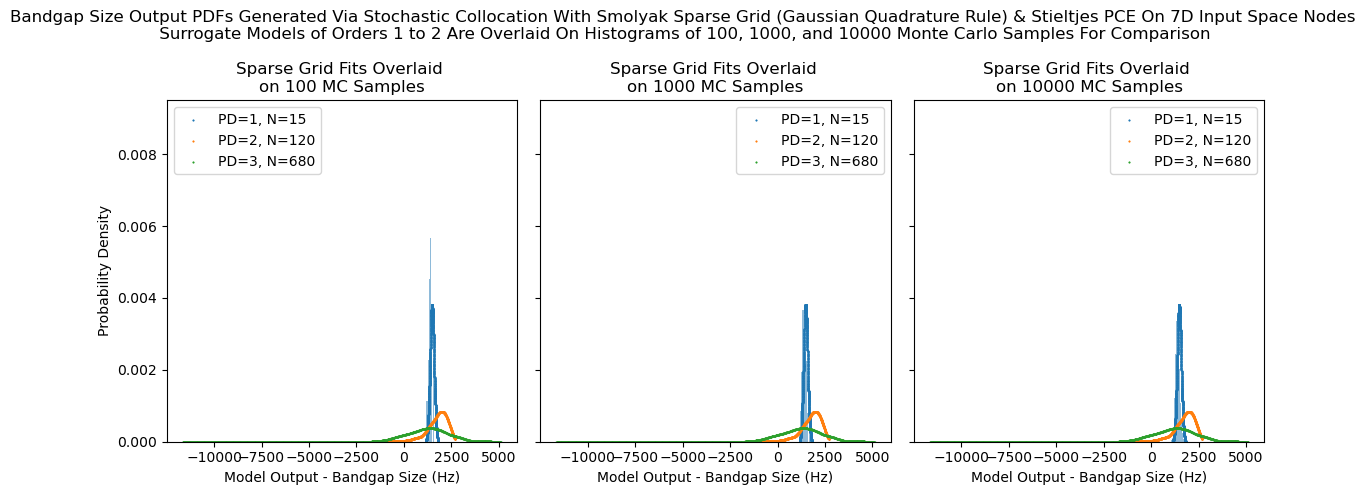 Bandgap Size Output PDFs Generated Via Stochastic Collocation With Smolyak Sparse Grid (Gaussian Quadrature Rule) & Stieltjes PCE On 7D Input Space Nodes
Surrogate Models of Orders 1 to 2 Are Overlaid On Histograms of 100, 1000, and 10000 Monte Carlo Samples For Comparison
Sparse Grid Fits Overlaid
on 100 MC Samples
PD=1, N=15
PD=2, N=120
PD=3, N=680
Probability Density
0.008
0.006
0.004
0.002
0.000
−10000 −7500 −5000 −2500 0 2500 5000
Model Output - Bandgap Size (Hz)
Sparse Grid Fits Overlaid
on 1000 MC Samples
PD=1, N=15
PD=2, N=120
PD=3, N=680
−10000 −7500 −5000 −2500 0 2500 5000
Model Output - Bandgap Size (Hz)
Sparse Grid Fits Overlaid
on 10000 MC Samples
PD=1, N=15
PD=2, N=120
PD=3, N=680
−10000 −7500 −5000 −2500 0 2500 5000
Model Output - Bandgap Size (Hz)